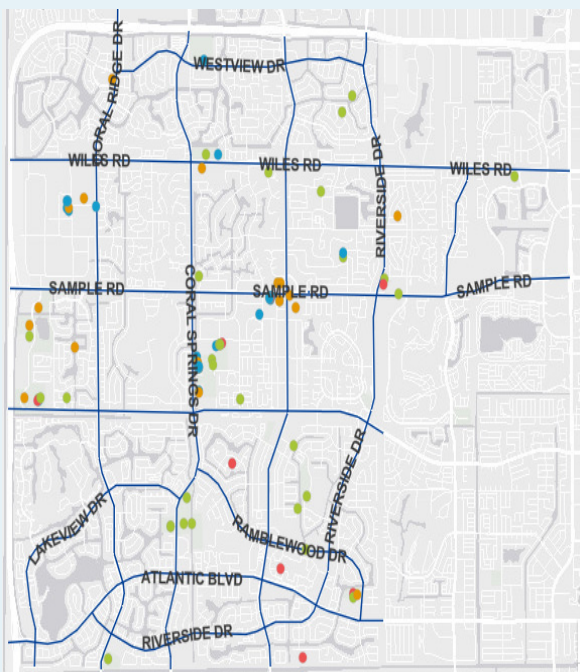 CORAL RIDGE DR
WESTVIEW DR
WILES RD
WILES RD
WILES RD
RIVERSIDE DR
SAMPLE RD
CORAL SPRINGS DR
SAMPLE RD
SAMPLE RD
LAKEVIEW DR
RAMBLEWOOD DR
RIVERSIDE DR
ATLANTIC BLVD
RIVERSIDE DR